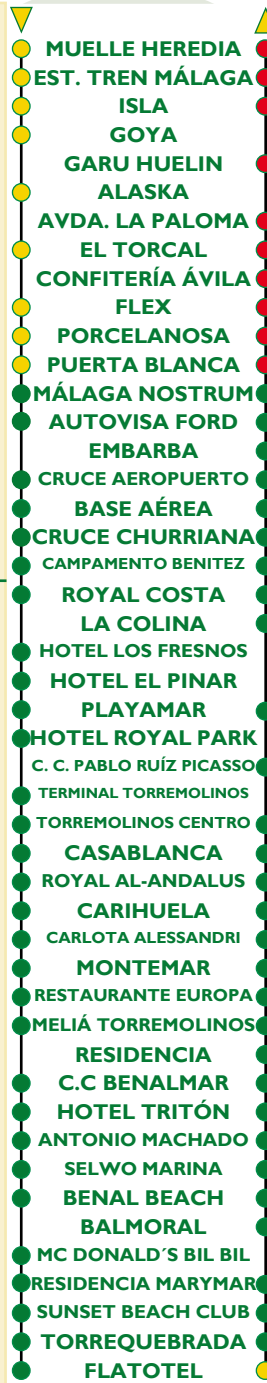 MUELLE HEREDIA
EST. TREN MÁLAGA
ISLA
GOYA
GARU HUELIN
ALASKA
AVDA. LA PALOMA
EL TORCAL
CONFITERÍA ÁVILA
FLEX
PORCELANOSA
PUERTA BLANCA
MÁLAGA NOSTRUM
AUTOVISA FORD
EMBARBA
CRUCE AEROPUERTO
BASE AÉREA
CRUCE CHURRIANA
CAMPAMENTO BENITEZ
ROYAL COSTA
LA COLINA
HOTEL LOS FRESNOS
HOTEL EL PINAR
PLAYAMAR
HOTEL ROYAL PARK
C. C. PABLO RUÍZ PICASSO
TERMINAL TORREMOLINOS
TORREMOLINOS CENTRO
CASABLANCA
ROYAL AL-ANDALUS
CARIHUELA
CARLOTA ALESSANDRI
MONTEMAR
RESTAURANTE EUROPA
MELIÁ TORREMOLINOS
RESIDENCIA
C.C BENALMAR
HOTEL TRITÓN
ANTONIO MACHADO
SELWO MARINA
BENAL BEACH
BALMORAL
MC DONALD´S BIL BIL
RESIDENCIA MARYMAR
SUNSET BEACH CLUB
TORREQUEBRADA
FLATOTEL